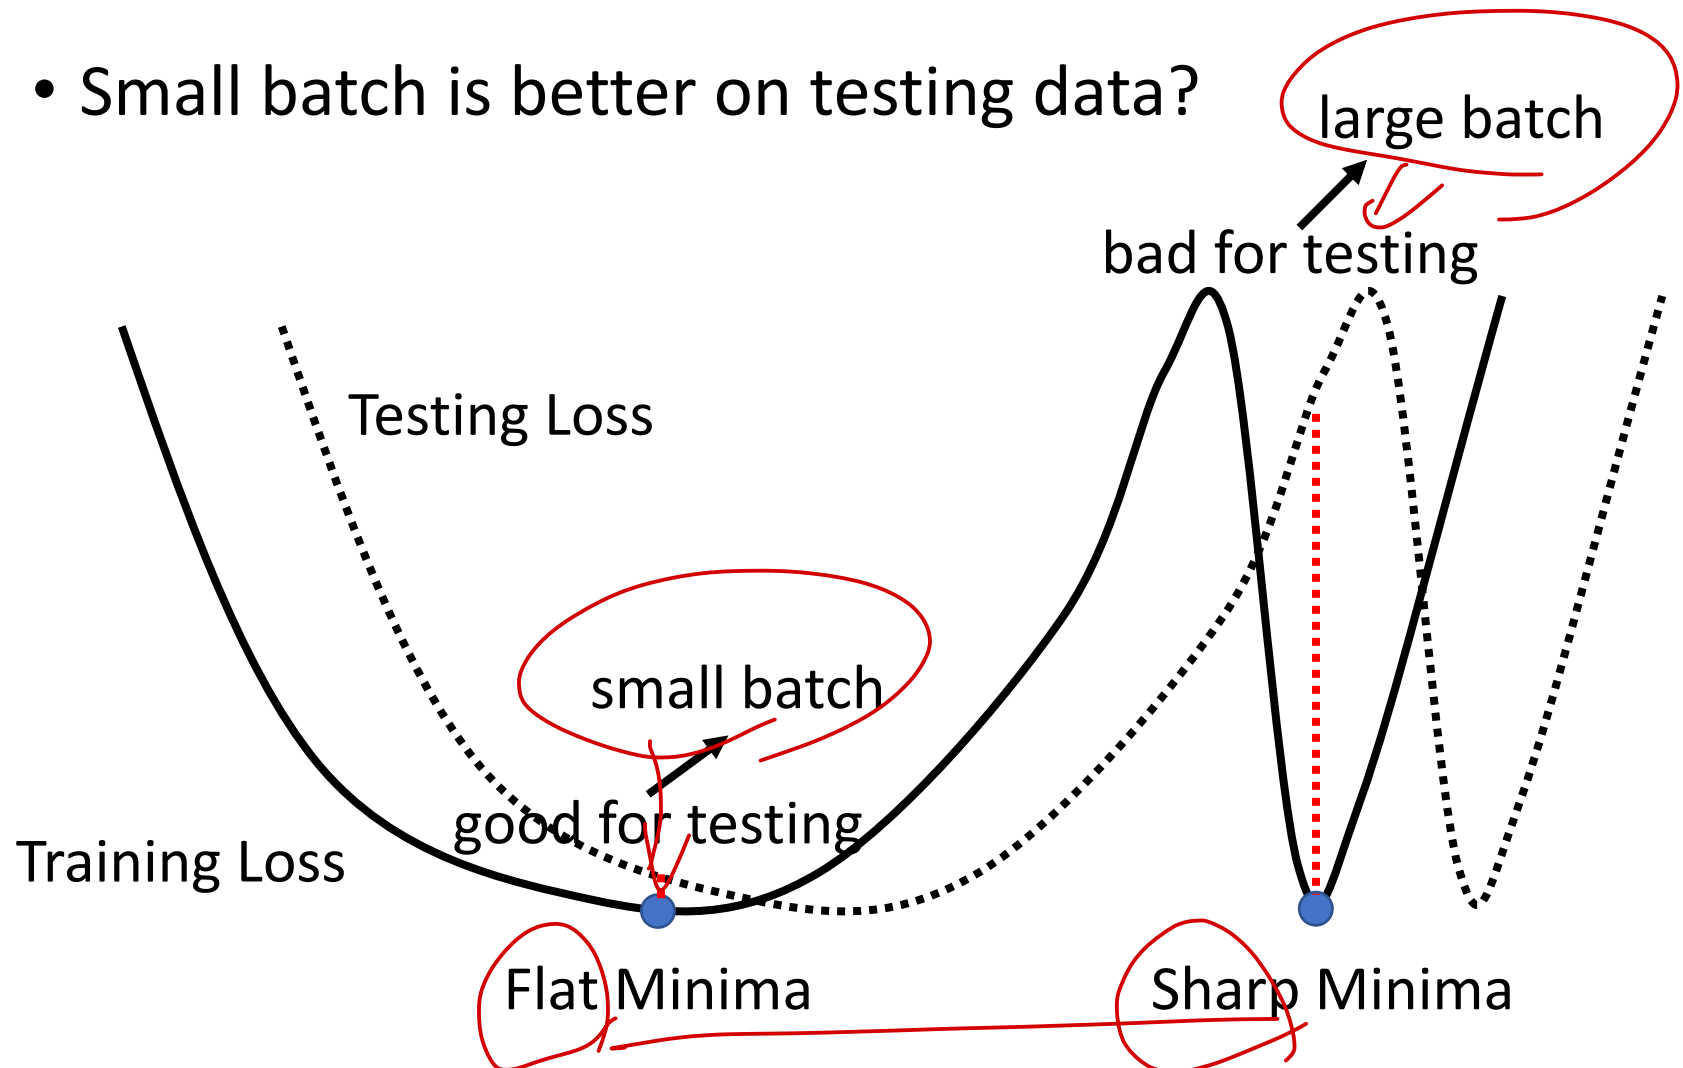 • Small batch is better on testing data?
large batch
bad for testing
Testing Loss
small batch
good for testing
Training Loss
Flat Minima
Sharp Minima